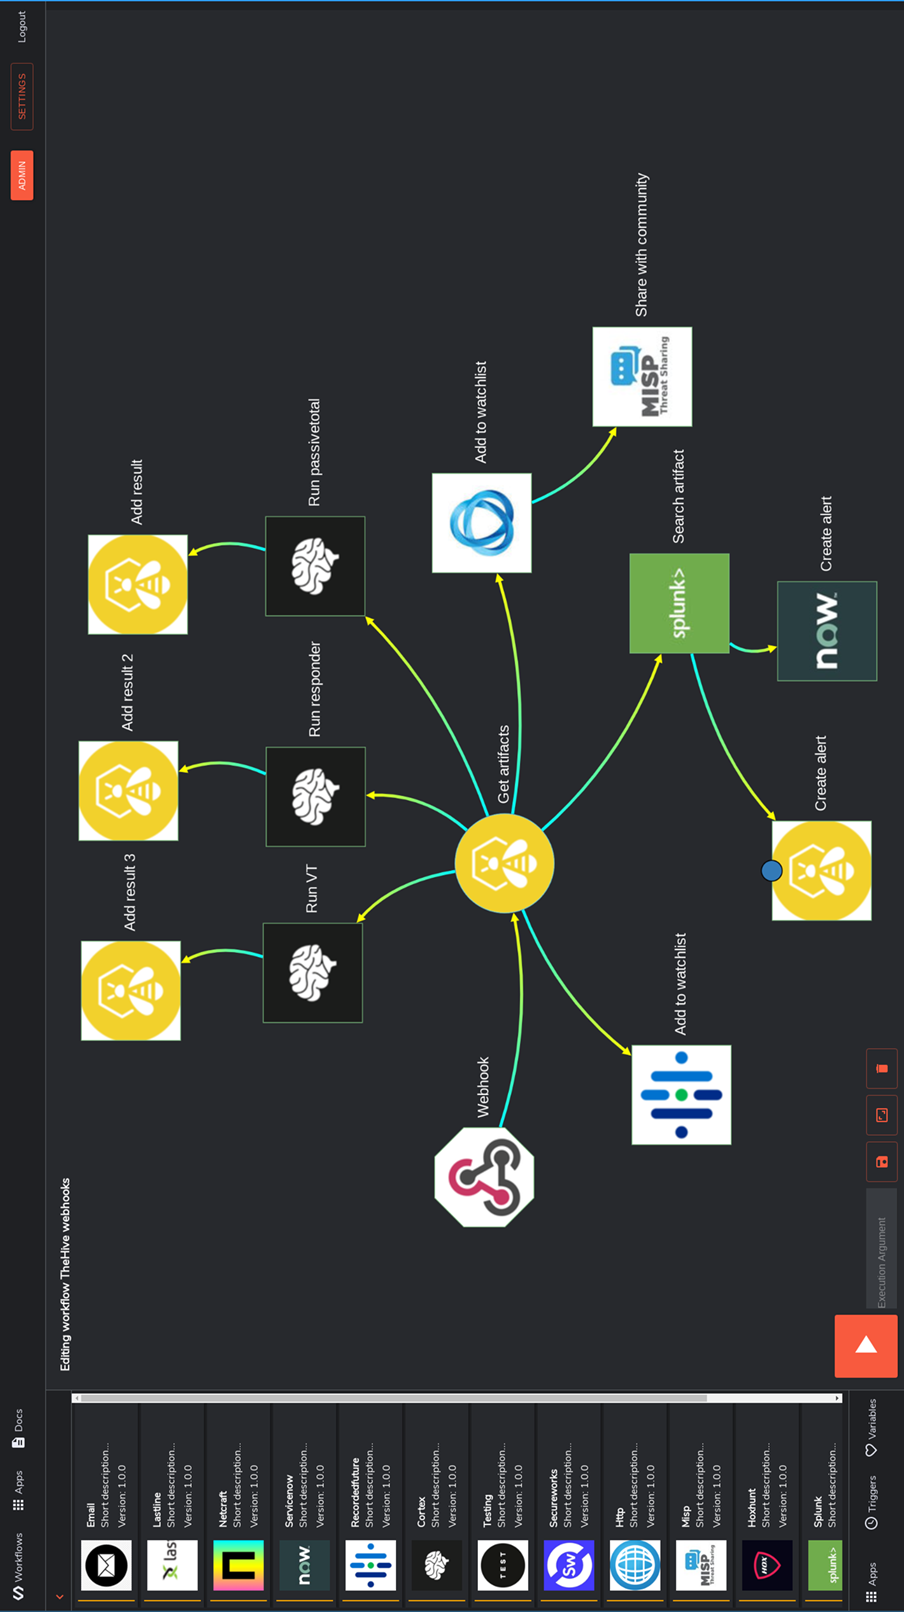 Workflows
Apps
Docs
ADMIN
SETTINGS
Logout
Editing workflow TheHive webhooks
Email
Short description...
Version: 1.0.0
Lastline
Short description...
Version: 1.0.0
las
Netcraft
Short description...
Version: 1.0.0
Servicenow
Short description...
Version: 1.0.0
now
Recordedfuture
Short description...
Version: 1.0.0
Cortex
Short description...
Version: 1.0.0
Testing
Short description...
Version: 1.0.0
TEST
Secureworks
Short description...
Version: 1.0.0
Sw
Http
Short description...
Version: 1.0.0
Misp
Short description...
Version: 1.0.0
MISP
Threat Sharing
Hoxhunt
Short description...
Version: 1.0.0
HOX
Splunk
Short description...
splunk>
Apps
Triggers
Variables
Add result 3
Add result 2
Add result
Run VT
Run responder
Run passivetotal
Webhook
Get artifacts
Add to watchlist
Share with community
MISP
Threat Sharing
Add to watchlist
Search artifact
splunk>
Create alert
Create alert
now
Execution Argument